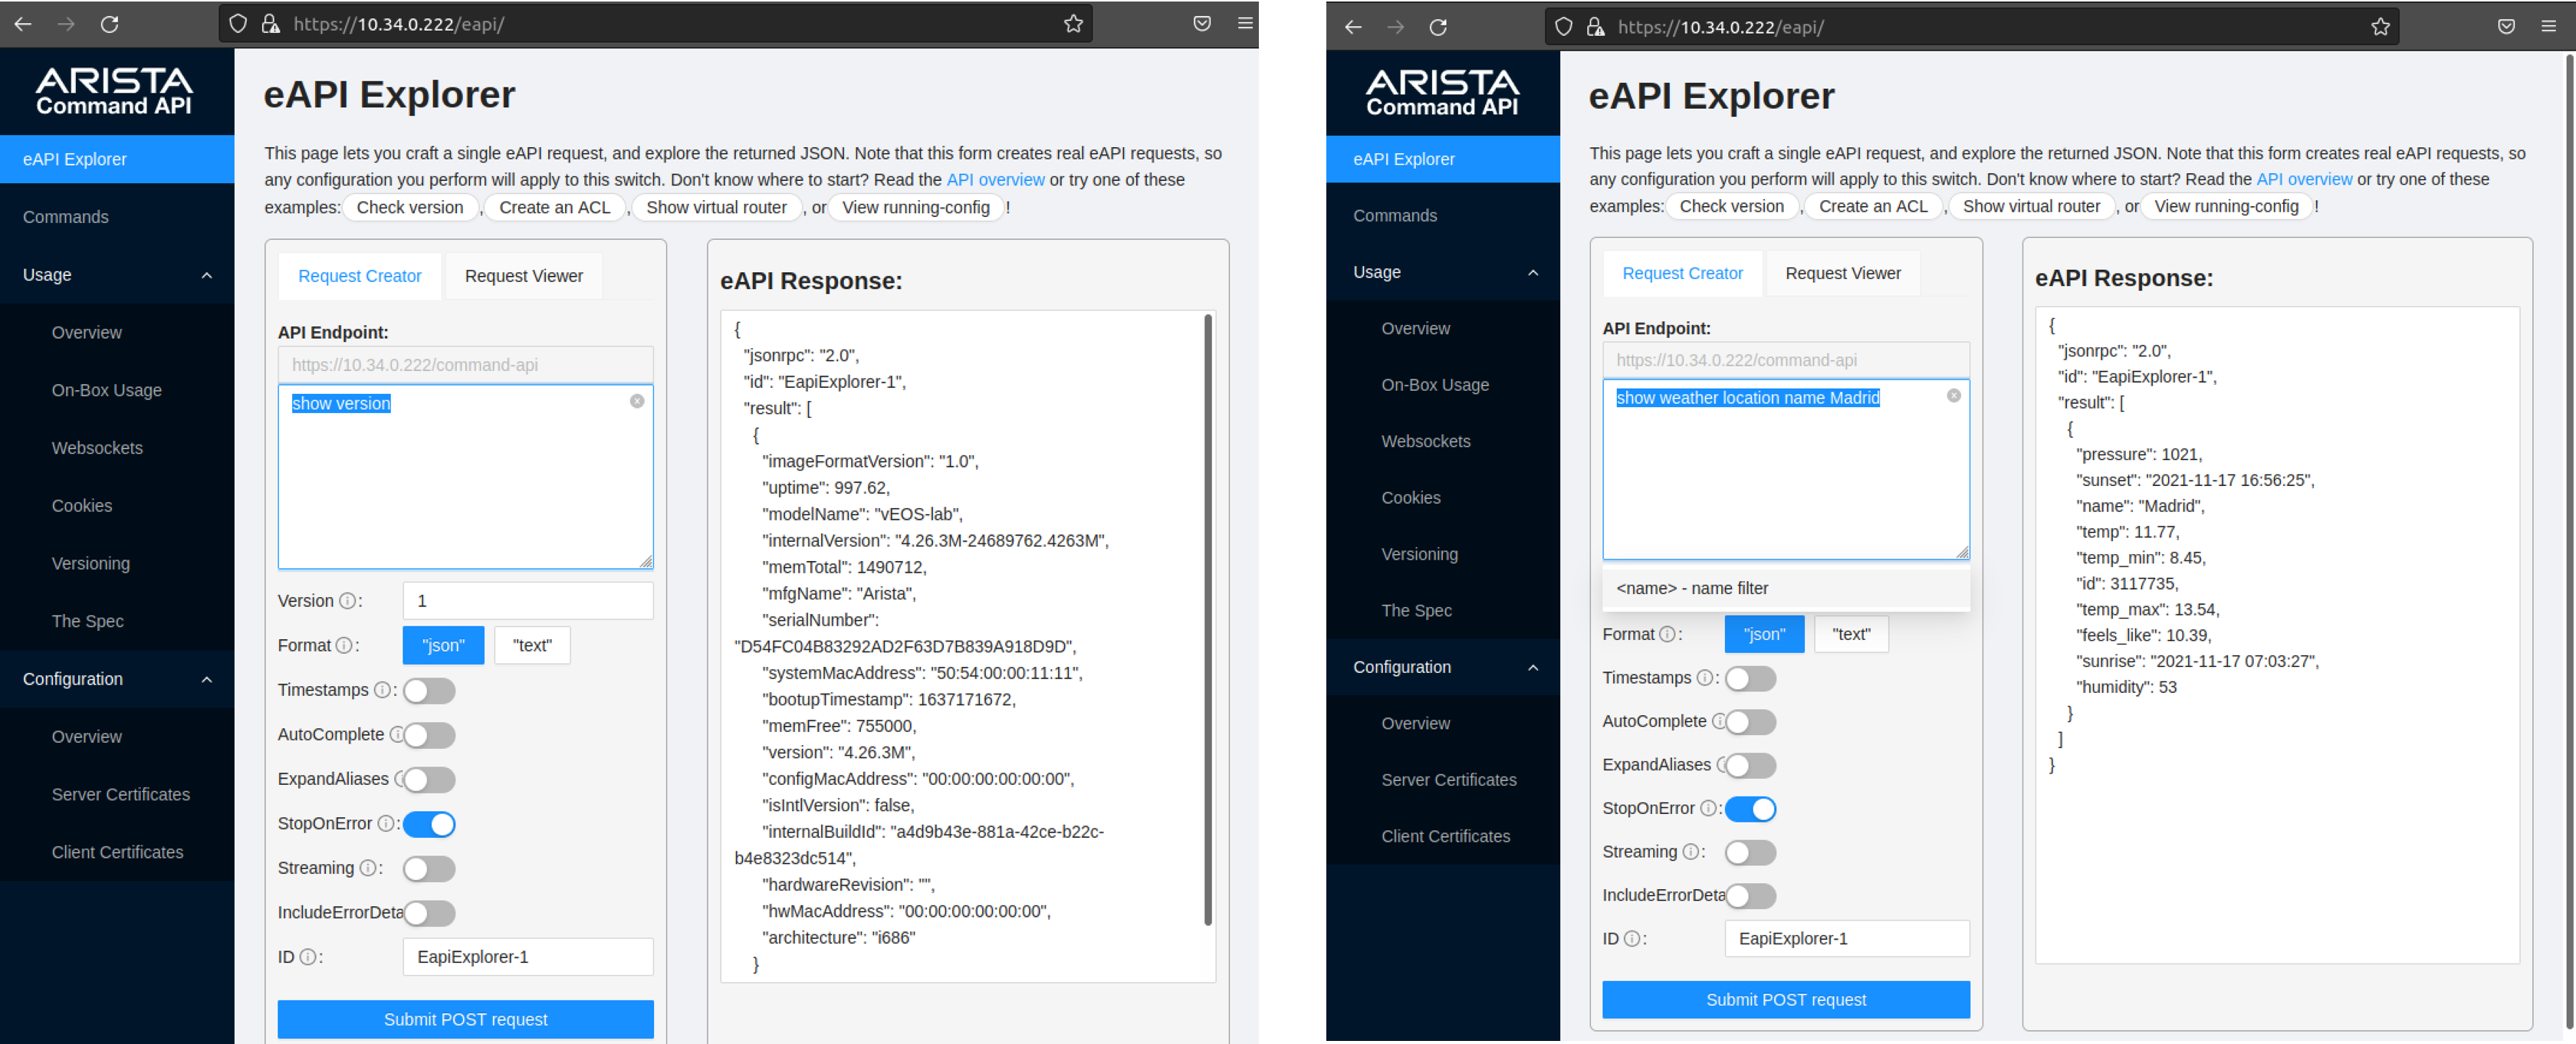 https://10.34.0.222/eapi/
ARISTA
Command API
eAPI Explorer
Commands
Usage
Overview
On-Box Usage
Websockets
Cookies
Versioning
The Spec
Configuration
Overview
Server Certificates
Client Certificates
eAPI Explorer
This page lets you craft a single eAPI request, and explore the returned JSON. Note that this form creates real eAPI requests, so
any configuration you perform will apply to this switch. Don't know where to start? Read the API overview or try one of these
examples: Check version , Create an ACL , Show virtual router , or View running-config !
Request Creator Request Viewer
API Endpoint:
https://10.34.0.222/command-api
show version
Version : 1
Format : "json" "text"
Timestamps :
AutoComplete
ExpandAliases
StopOnError :
Streaming :
IncludeErrorDeta
ID : EapiExplorer-1
Submit POST request
eAPI Response:
{
"jsonrpc": "2.0",
"id": "EapiExplorer-1",
"result": [
{
"imageFormatVersion": "1.0",
"uptime": 997.62,
"modelName": "vEOS-lab",
"internalVersion": "4.26.3M-24689762.4263M",
"memTotal": 1490712,
"mfgName": "Arista",
"serialNumber":
"D54FC04B83292AD2F63D7B839A918D9D",
"systemMacAddress": "50:54:00:00:11:11",
"bootupTimestamp": 1637171672,
"memFree": 755000,
"version": "4.26.3M",
"configMacAddress": "00:00:00:00:00:00",
"isIntlVersion": false,
"internalBuildId": "a4d9b43e-881a-42ce-b22c-
b4e8323dc514",
"hardwareRevision": "",
"hwMacAddress": "00:00:00:00:00:00",
"architecture": "i686"
}
https://10.34.0.222/eapi/
ARISTA
Command API
eAPI Explorer
Commands
Usage
Overview
On-Box Usage
Websockets
Cookies
Versioning
The Spec
Configuration
Overview
Server Certificates
Client Certificates
eAPI Explorer
This page lets you craft a single eAPI request, and explore the returned JSON. Note that this form creates real eAPI requests, so
any configuration you perform will apply to this switch. Don't know where to start? Read the API overview or try one of these
examples: Check version , Create an ACL , Show virtual router , or View running-config !
Request Creator Request Viewer
API Endpoint:
https://10.34.0.222/command-api
show weather location name Madrid
<name> - name filter
Format : "json" "text"
Timestamps :
AutoComplete
ExpandAliases
StopOnError :
Streaming :
IncludeErrorDeta
ID : EapiExplorer-1
Submit POST request
eAPI Response:
{
"jsonrpc": "2.0",
"id": "EapiExplorer-1",
"result": [
{
"pressure": 1021,
"sunset": "2021-11-17 16:56:25",
"name": "Madrid",
"temp": 11.77,
"temp_min": 8.45,
"id": 3117735,
"temp_max": 13.54,
"feels_like": 10.39,
"sunrise": "2021-11-17 07:03:27",
"humidity": 53
}
]
}